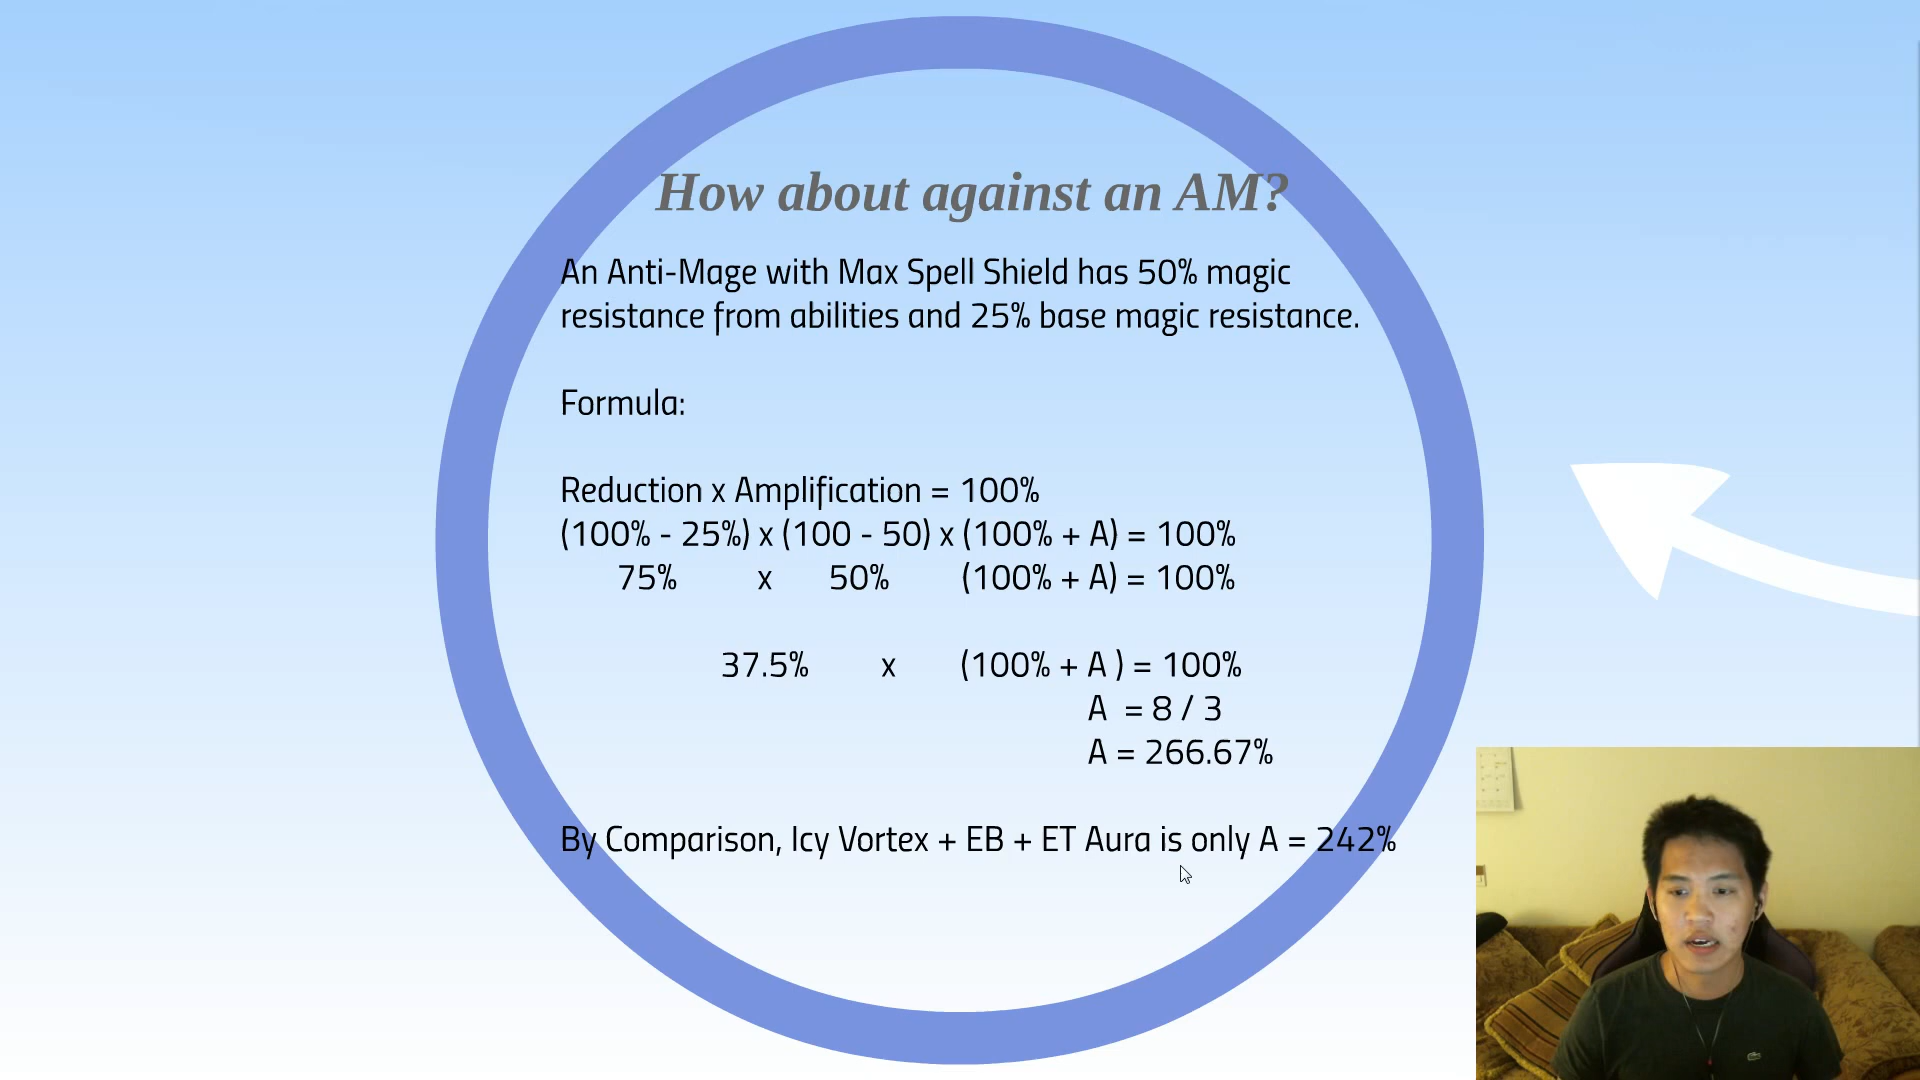 How about against an AM?
An Anti-Mage with Max Spell Shield has 50% magic
resistance from abilities and 25% base magic resistance.
Formula:
Reduction x Amplification = 100%
(100% - 25%) x (100 - 50) x (100% + A) = 100%
75% x 50% (100% + A) = 100%
37.5% x (100% + A ) = 100%
A = 8 / 3
A = 266.67%
By Comparison, Icy Vortex + EB + ET Aura is only A = 242%